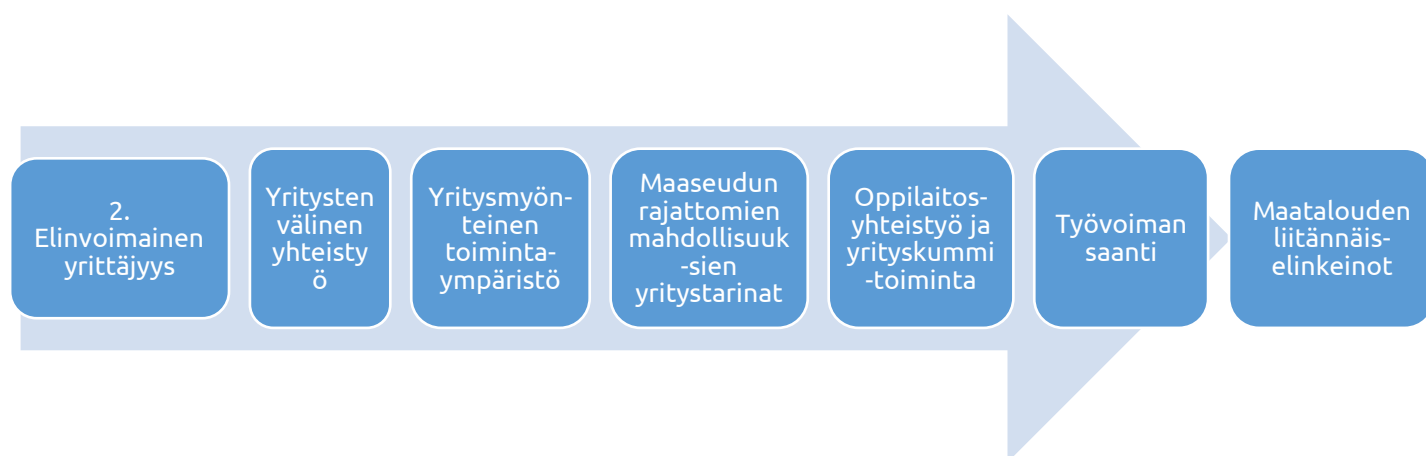 2.
Elinvoimainen
yrittäjyys
Yritysten
välinen
yhteisty
ö
Yritysmyön-
teinen
toiminta-
ympäristö
Maaseudun
rajattomien
mahdollisuuk
-sien
yritystarinat
Oppilaitos-
yhteistyö ja
yrityskummi
-toiminta
Työvoiman
saanti
Maatalouden
liitännäis-
elinkeinot